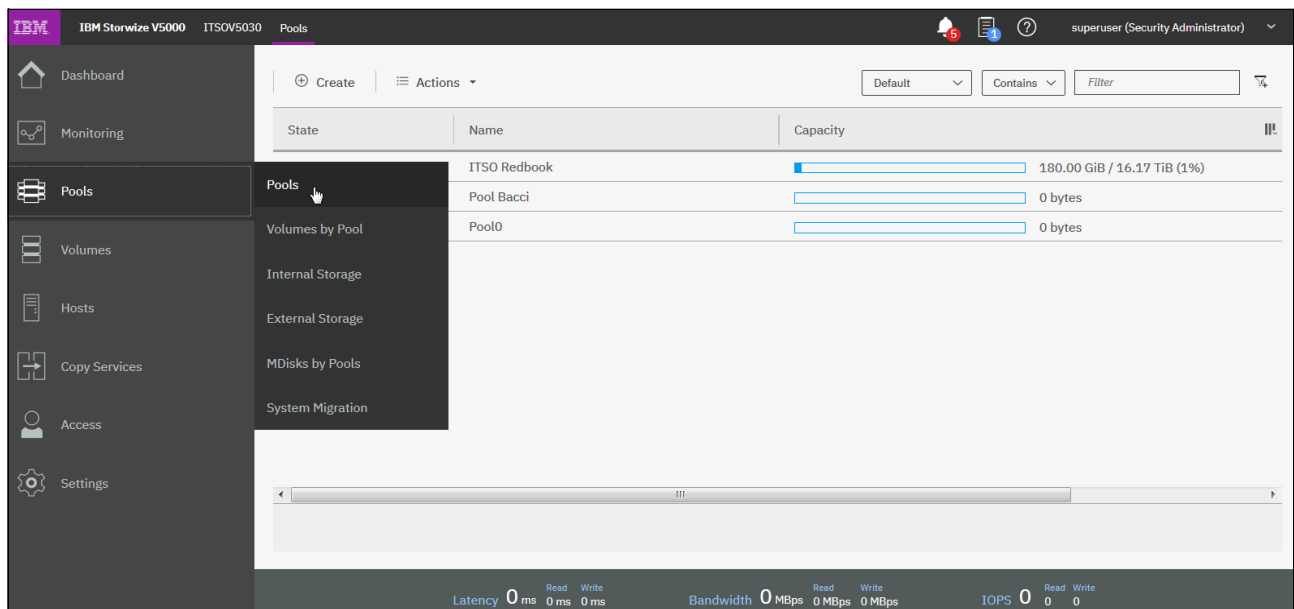 IBM IBM Storwize V5000 ITSOV5030 Pools 5 1 ? superuser (Security Administrator)
Dashboard
Create Actions Default Contains Filter
Monitoring
State Name Capacity
ITSO Redbook 180.00 GiB / 16.17 TiB (1%)
Pools
Pools
Pool Bacci 0 bytes
Volumes by Pool
Pool0 0 bytes
Volumes
Internal Storage
Hosts
External Storage
Copy Services
MDisks by Pools
System Migration
Access
Settings
Read Write Read Write Read Write
Latency 0 ms 0 ms 0 ms Bandwidth 0 MBps 0 MBps 0 MBps IOPS 0 0 0